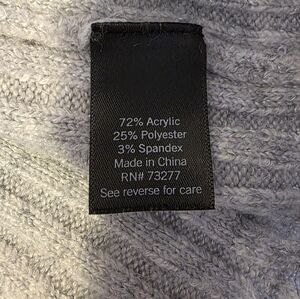 72% Acrylic
25% Polyester
3% Spandex
Made in China
RN# 73277
See reverse for care